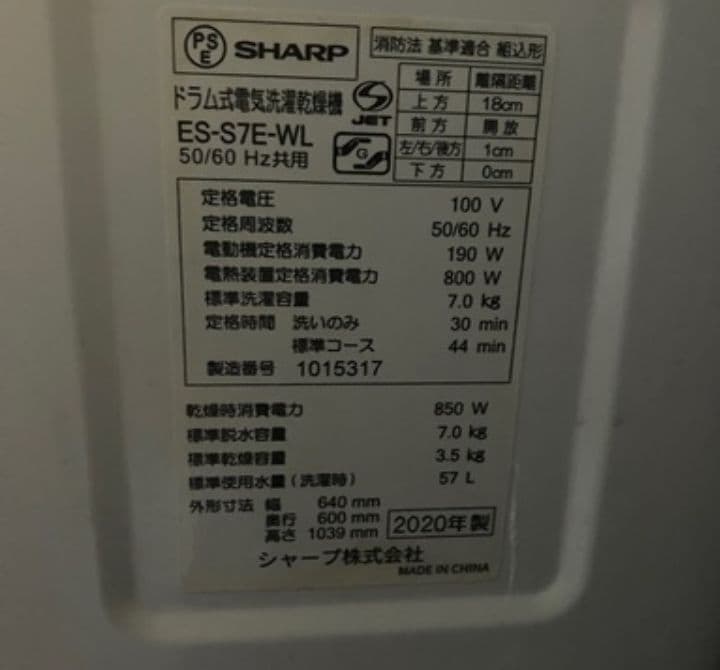 PSE SHARP
消防法 基準適合 組込形
場所 離隔距離
上方 18cm
前方 開放
左/右/後方 1cm
下方 0cm
ドラム式電気洗濯乾燥機
JET
ES-S7E-WL
50/60 Hz共用
G
定格電圧 100 V
定格周波数 50/60 Hz
電動機定格消費電力 190 W
電熱装置定格消費電力 800 W
標準洗濯容量 7.0 kg
定格時間 洗いのみ 30 min
標準コース 44 min
製造番号 1015317
乾燥時消費電力 850 W
標準脱水容量 7.0 kg
標準乾燥容量 3.5 kg
標準使用水量(洗濯時) 57 L
外形寸法 幅 640 mm
奥行 600 mm
高さ 1039 mm
2020年製
シャープ株式会社
MADE IN CHINA